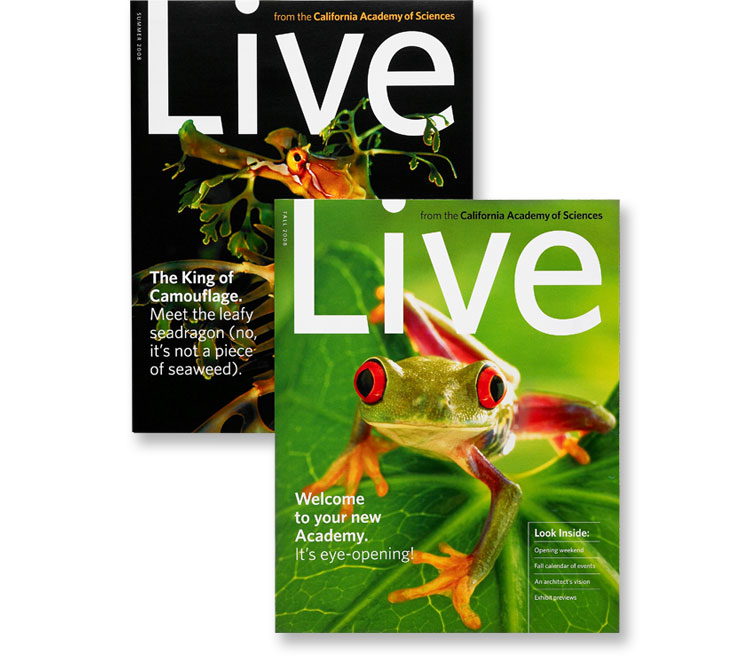 SUMMER 2008
from the California Academy of Sciences
Live
The King of
Camouflage.
Meet the leafy
seadragon (no,
it's not a piece
of seaweed).
FALL 2008
from the California Academy of Sciences
Live
Welcome
to your new
Academy.
It's eye-opening!
Look Inside:
Opening weekend
Fall calendar of events
An architect's vision
Exhibit previews